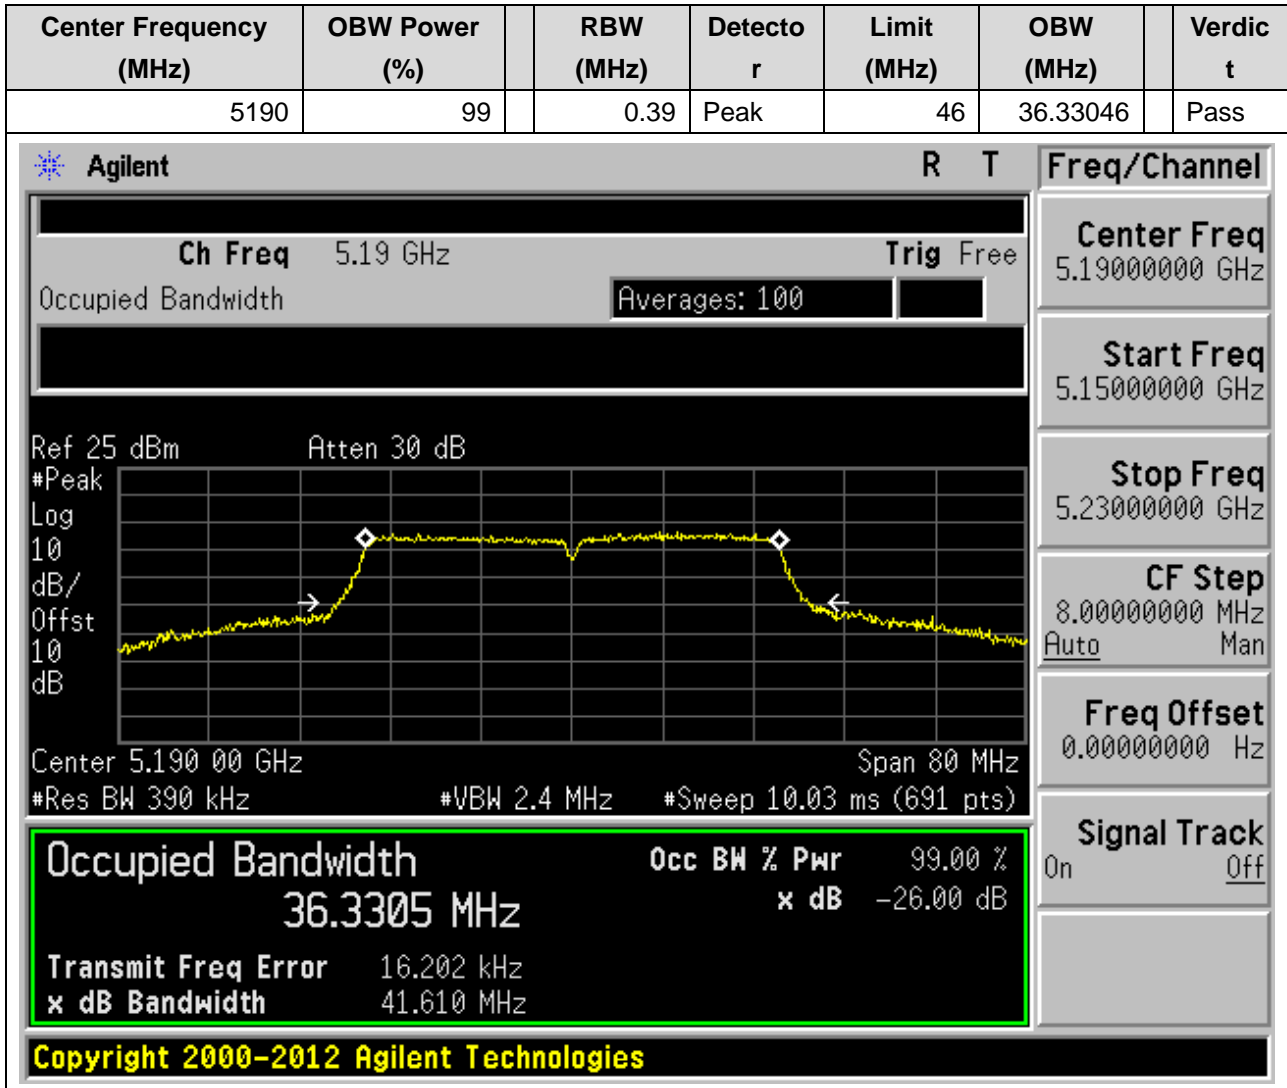 Center Frequency OBW Power RBW Detecto Limit OBW Verdic
(MHz) (%) (MHz) r (MHz) (MHz) t
5190 99 0.39 Peak 46 36.33046 Pass
Agilent R T Freq/Channel
Ch Freq 5.19 GHz Trig Free
Occupied Bandwidth Averages: 100
Center Freq
5.19000000 GHz
Start Freq
5.15000000 GHz
Stop Freq
5.23000000 GHz
CF Step
8.00000000 MHz
Auto Man
Freq Offset
0.00000000 Hz
Signal Track
On Off
Ref 25 dBm Atten 30 dB
#Peak
Log
10
dB/
Offst
10
dB
Center 5.190 00 GHz Span 80 MHz
#Res BW 390 kHz #VBW 2.4 MHz #Sweep 10.03 ms (691 pts)
Occupied Bandwidth Occ BW % Pwr 99.00 %
36.3305 MHz x dB -26.00 dB
Transmit Freq Error 16.202 kHz
x dB Bandwidth 41.610 MHz
Copyright 2000-2012 Agilent Technologies